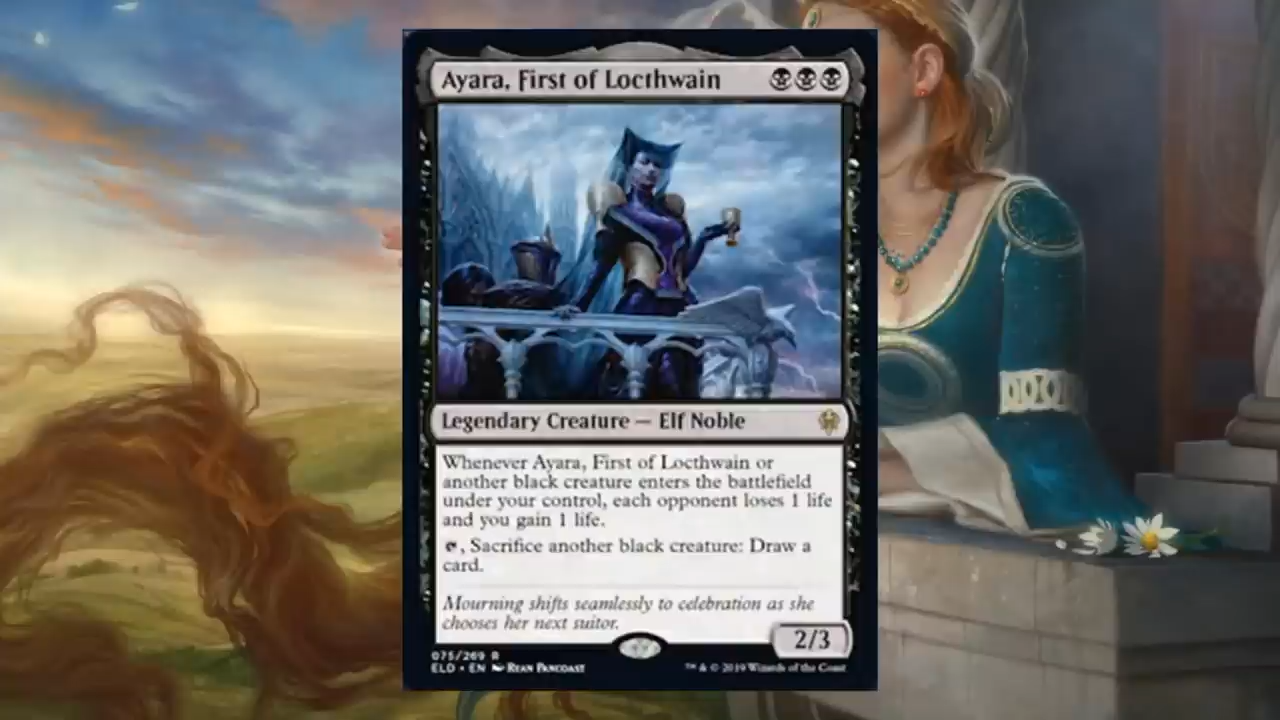 Ayara, First of Locthwain
Legendary Creature — Elf Noble
Whenever Ayara, First of Locthwain or
another black creature enters the battlefield
under your control, each opponent loses 1 life
and you gain 1 life.
, Sacrifice another black creature: Draw a
card.
Mourning shifts seamlessly to celebration as she
chooses her next suitor.
2/3
075/269 R
ELD • EN Ryan Pancoast
™ & © 2019 Wizards of the Coast